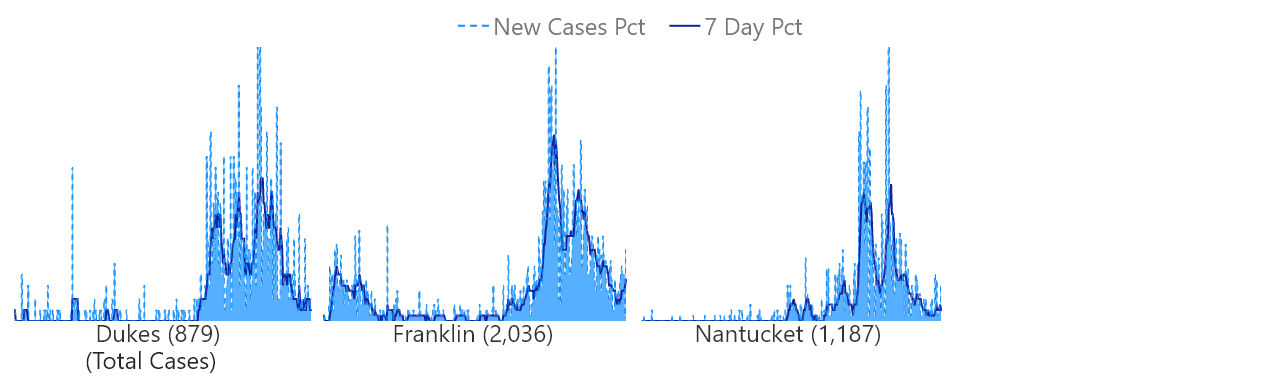 New Cases Pct 7 Day Pct
Dukes (879) Franklin (2,036) Nantucket (1,187)
(Total Cases)